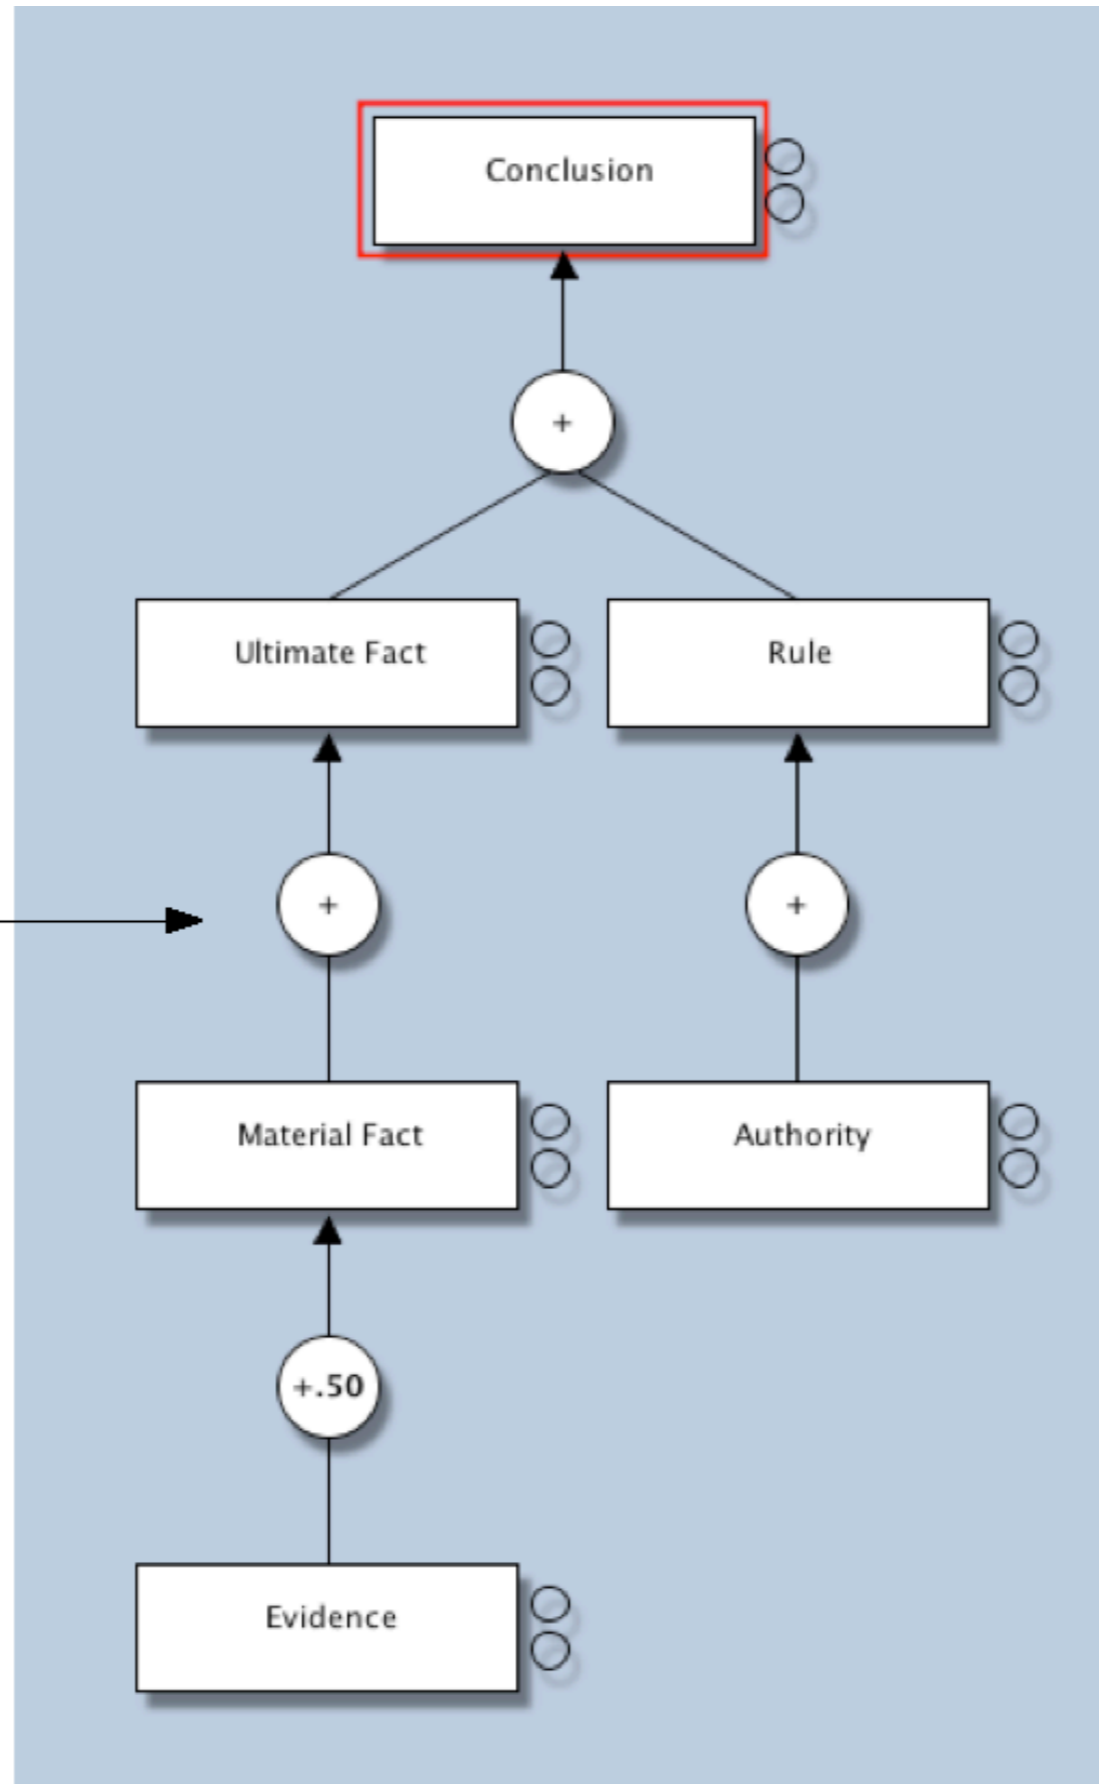 Conclusion
+
Ultimate Fact
Rule
+
+
Material Fact
Authority
+.50
Evidence